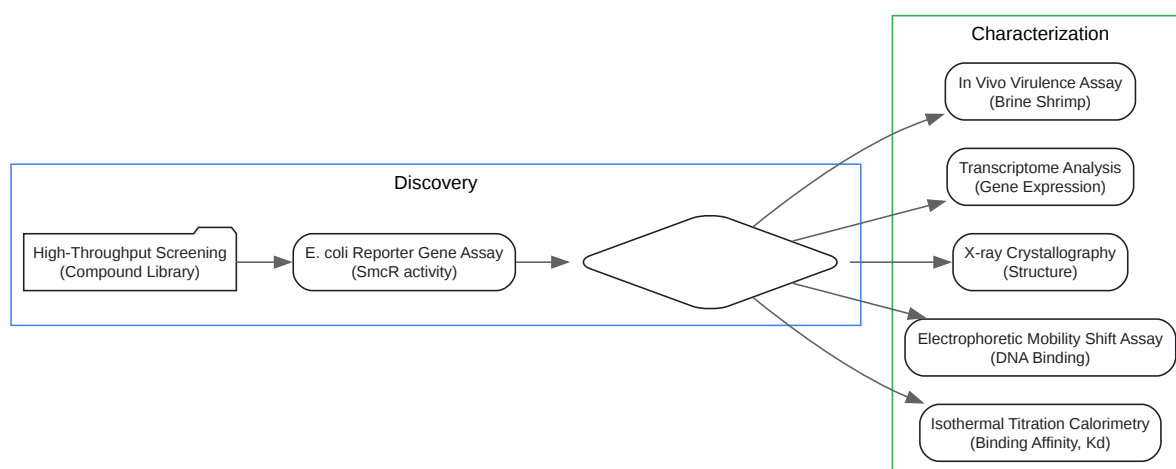 Characterization
In Vivo Virulence Assay
(Brine Shrimp)
Transcriptome Analysis
(Gene Expression)
Discovery
High-Throughput Screening
(Compound Library)
E. coli Reporter Gene Assay
(SmcR activity)
X-ray Crystallography
(Structure)
Electrophoretic Mobility Shift Assay
(DNA Binding)
Isothermal Titration Calorimetry
(Binding Affinity, Kd)